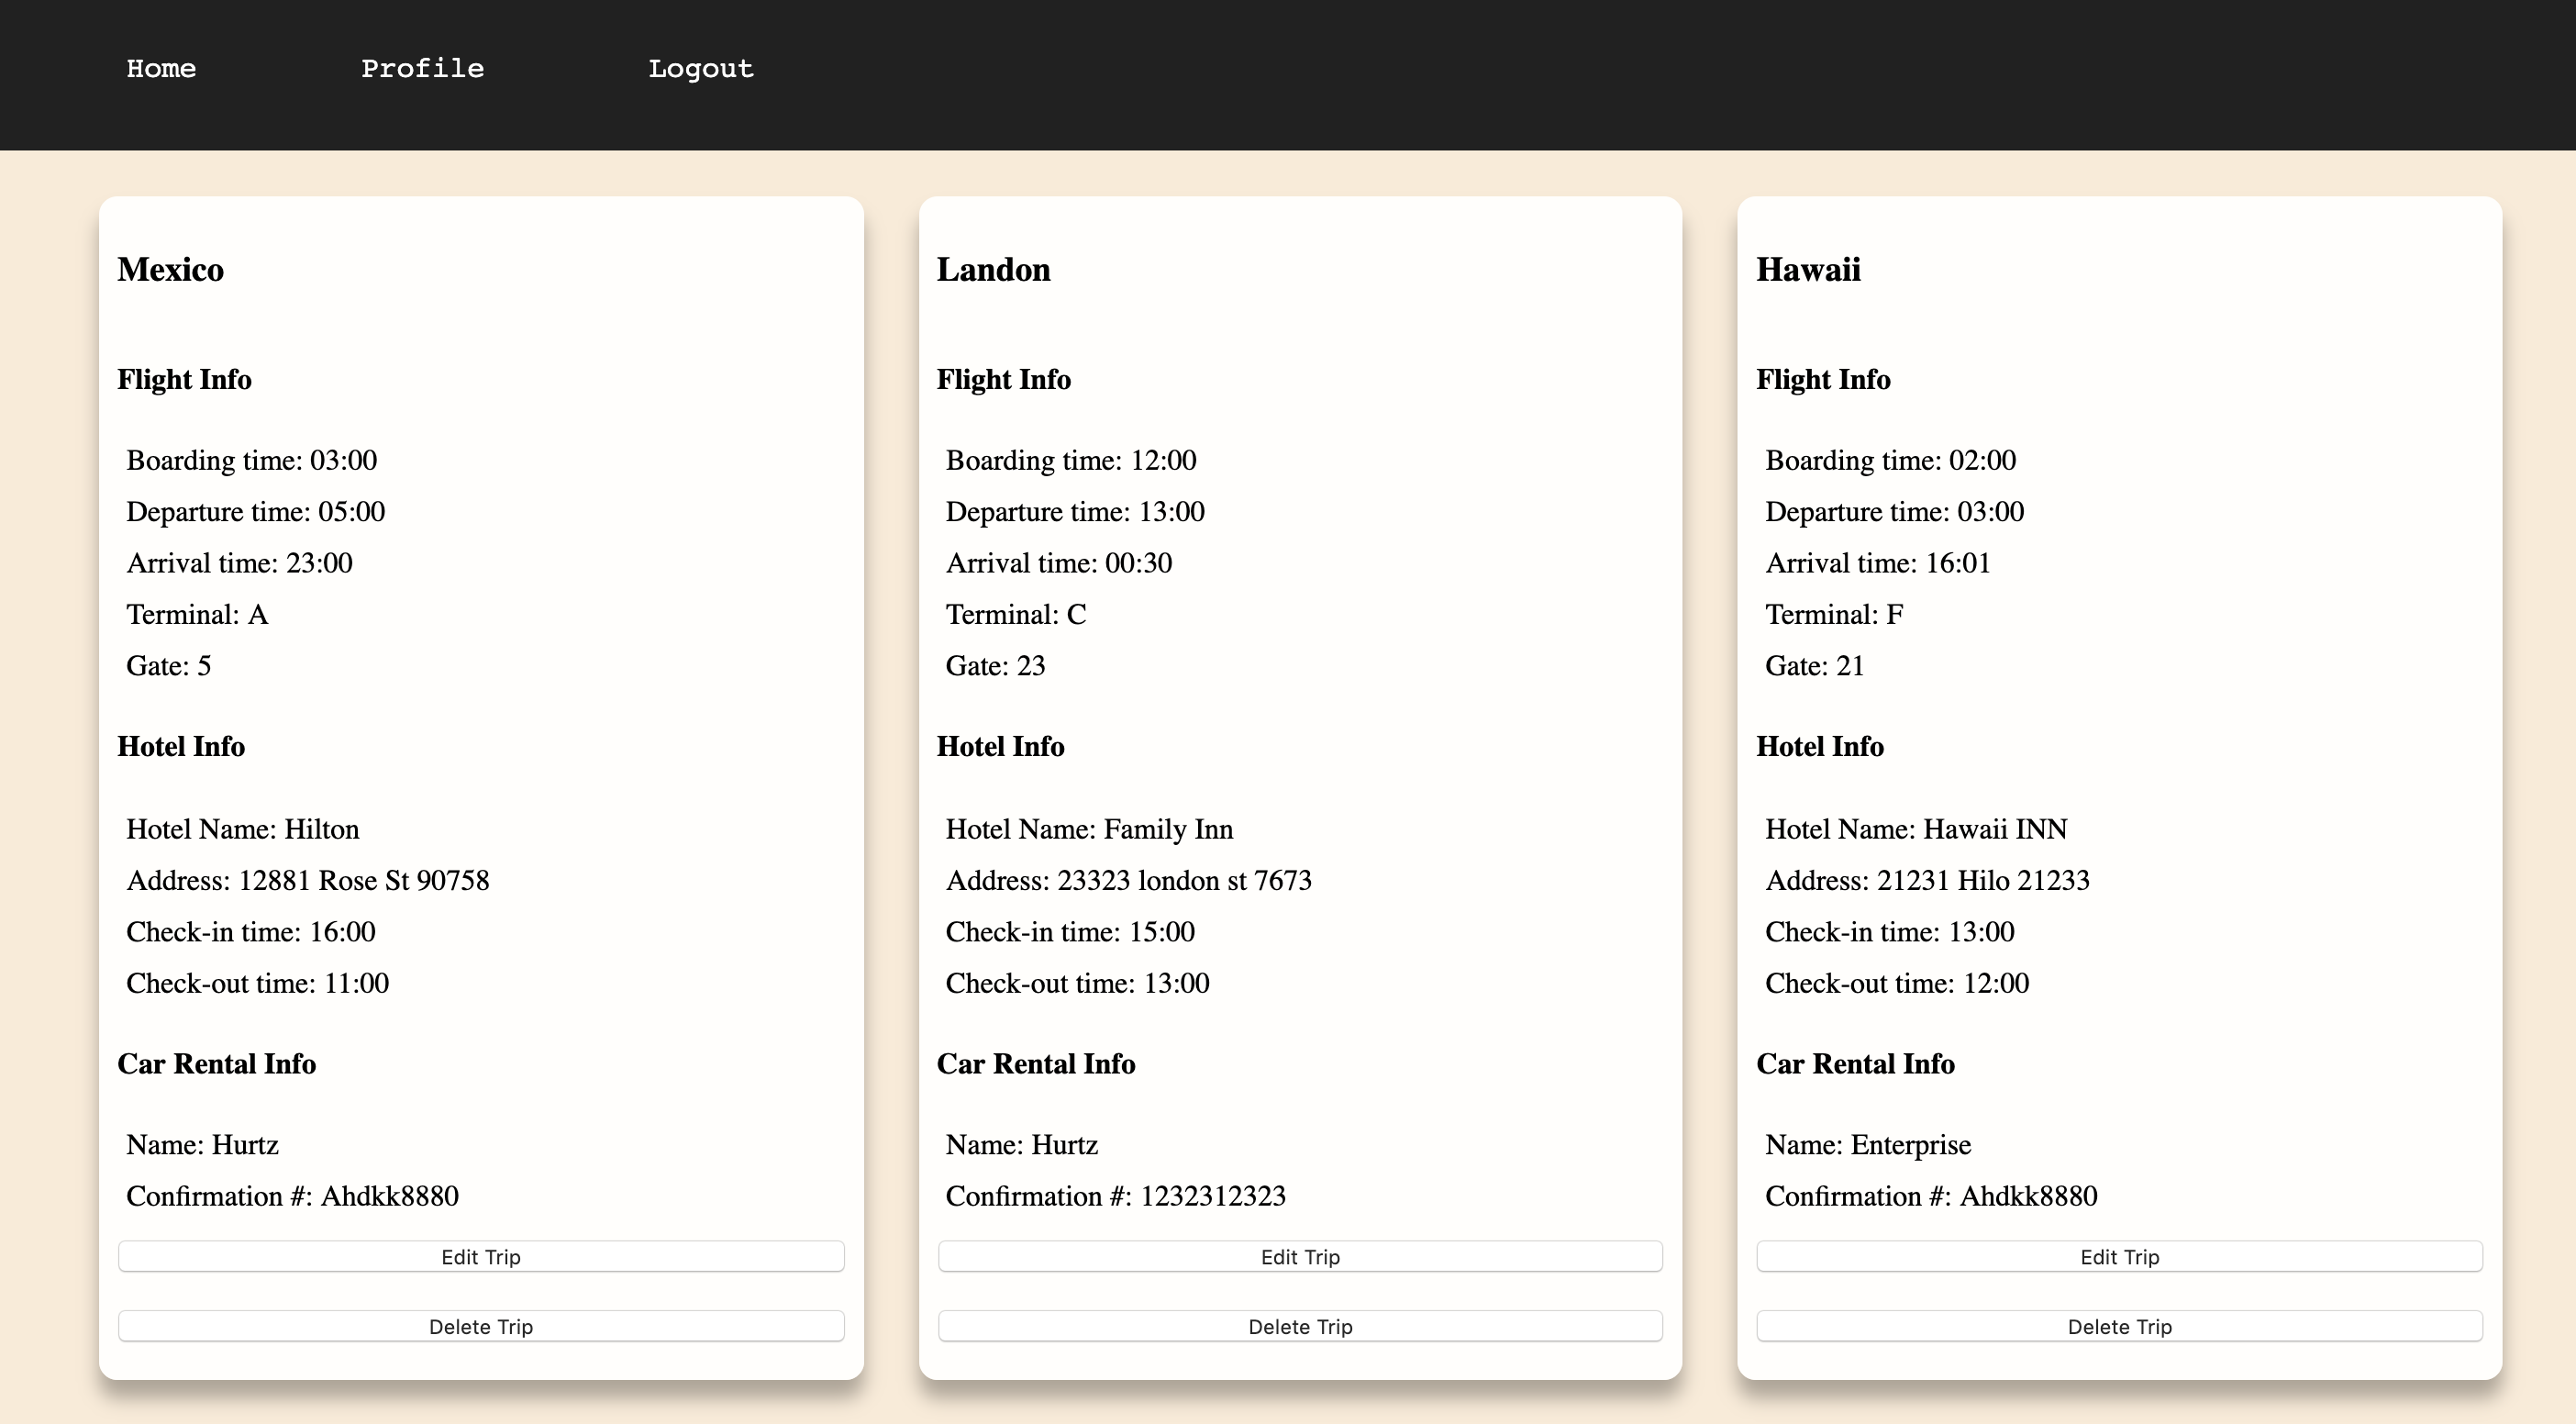 Home Profile Logout
Mexico
Flight Info
Boarding time: 03:00
Departure time: 05:00
Arrival time: 23:00
Terminal: A
Gate: 5
Hotel Info
Hotel Name: Hilton
Address: 12881 Rose St 90758
Check-in time: 16:00
Check-out time: 11:00
Car Rental Info
Name: Hurtz
Confirmation #: Ahdkk8880
Edit Trip
Delete Trip
Landon
Flight Info
Boarding time: 12:00
Departure time: 13:00
Arrival time: 00:30
Terminal: C
Gate: 23
Hotel Info
Hotel Name: Family Inn
Address: 23323 london st 7673
Check-in time: 15:00
Check-out time: 13:00
Car Rental Info
Name: Hurtz
Confirmation #: 1232312323
Edit Trip
Delete Trip
Hawaii
Flight Info
Boarding time: 02:00
Departure time: 03:00
Arrival time: 16:01
Terminal: F
Gate: 21
Hotel Info
Hotel Name: Hawaii INN
Address: 21231 Hilo 21233
Check-in time: 13:00
Check-out time: 12:00
Car Rental Info
Name: Enterprise
Confirmation #: Ahdkk8880
Edit Trip
Delete Trip